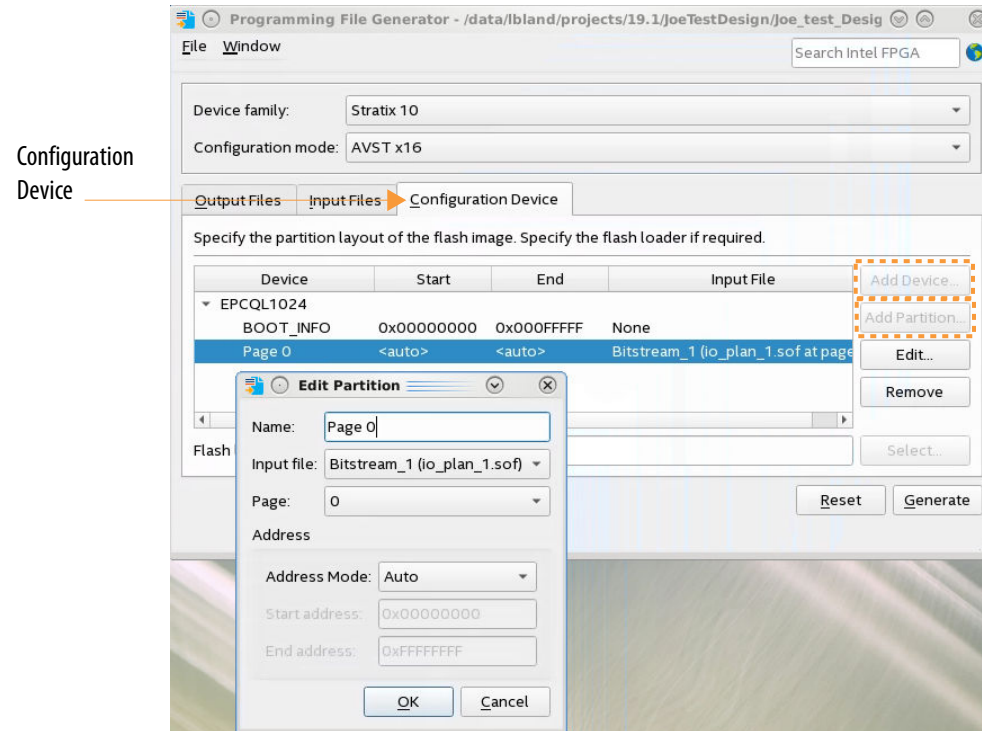 Programming File Generator - /data/lbland/projects/19.1/JoeTestDesign/Joe_test_Desig
File Window
Search Intel FPGA
Device family: Stratix 10
Configuration mode: AVST x16
Configuration
Device
Output Files Input Files Configuration Device
Specify the partition layout of the flash image. Specify the flash loader if required.
Device Start End Input File
Add Device...
EPCQL1024
BOOT_INFO 0x00000000 0x000FFFFF None
Add Partition...
Page 0 <auto> <auto> Bitstream_1 (io_plan_1.sof at page
Edit...
Remove
Flash
Select...
Reset Generate
Edit Partition
Name: Page 0
Input file: Bitstream_1 (io_plan_1.sof)
Page: 0
Address
Address Mode: Auto
Start address: 0x00000000
End address: 0xFFFFFFFF
OK Cancel